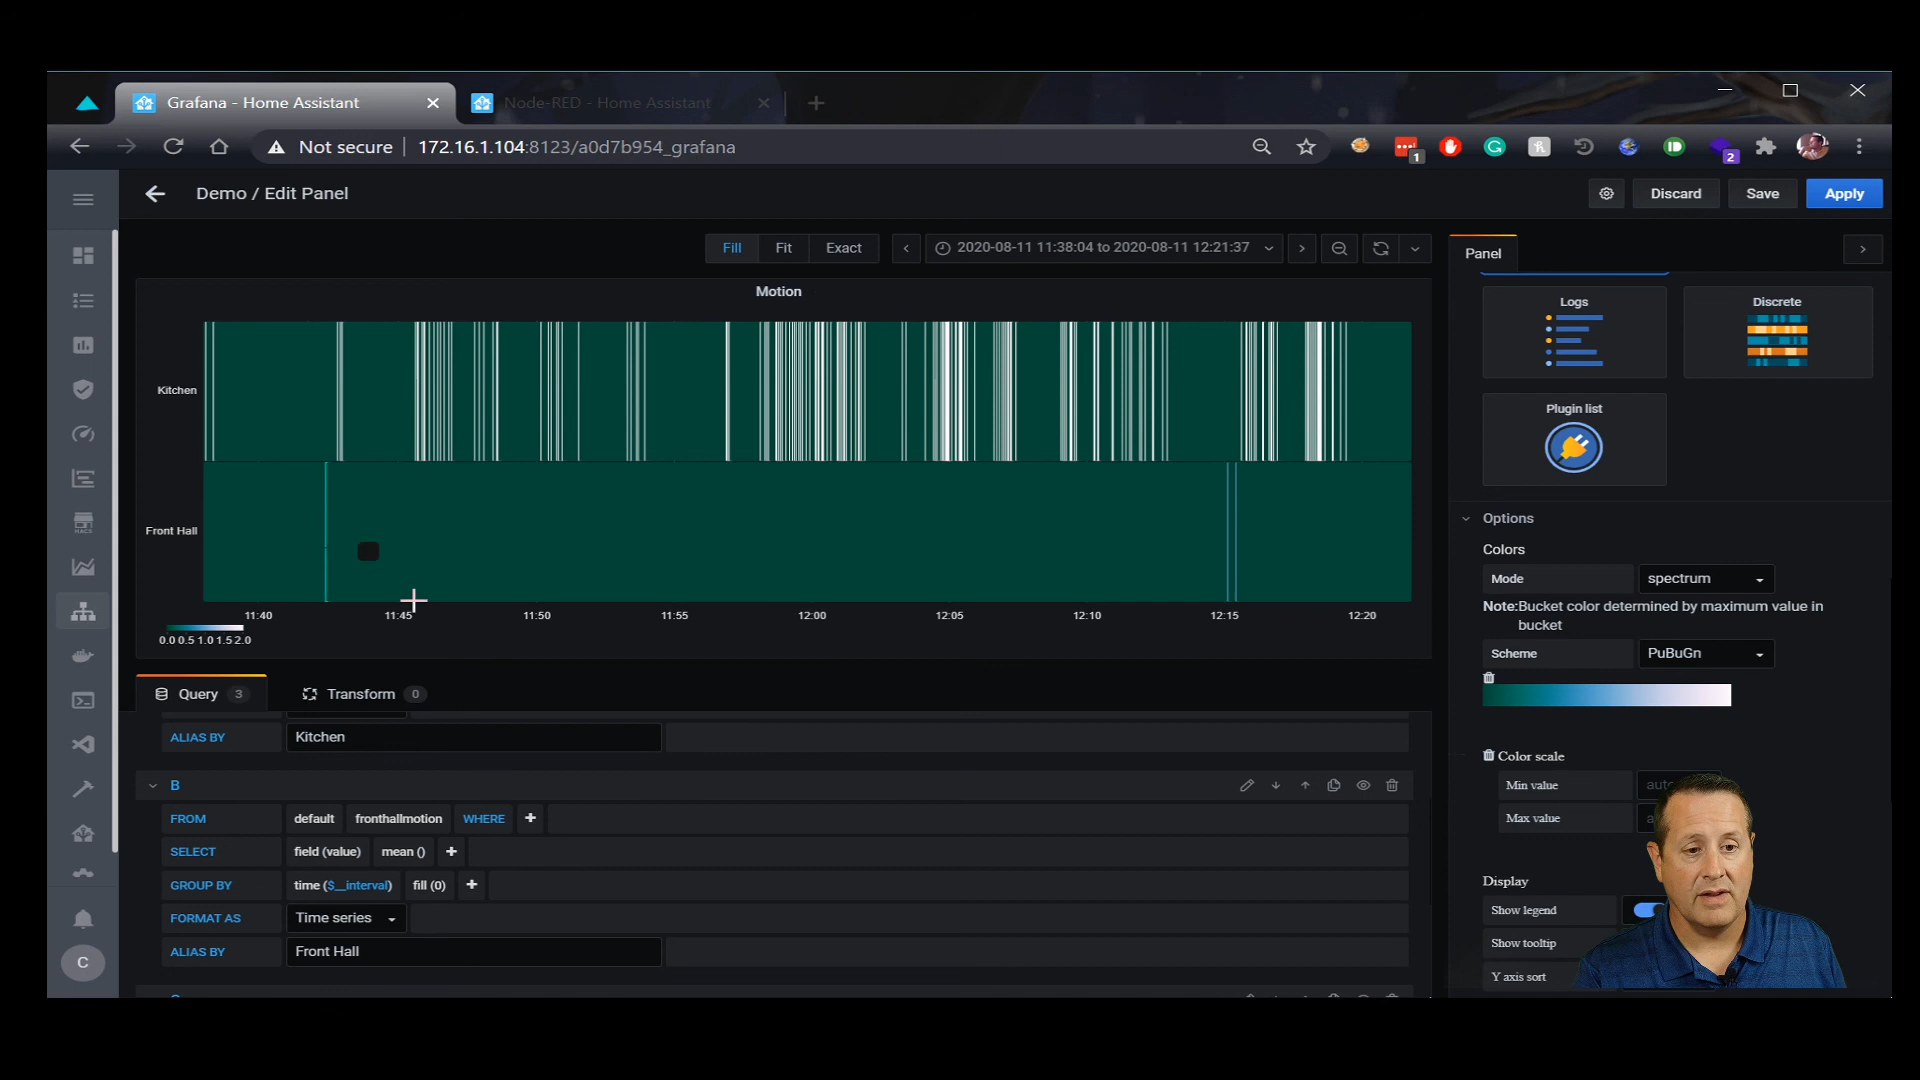 Grafana - Home Assistant
Node-RED - Home Assistant
Not secure
172.16.1.104:8123/a0d7b954_grafana
1
2
Demo / Edit Panel
Discard
Save
Apply
Fill
Fit
Exact
2020-08-11 11:38:04 to 2020-08-11 12:21:37
Panel
Motion
Logs
Discrete
Kitchen
Plugin list
HACS
Front Hall
Options
Colors
Mode
spectrum
Note:Bucket color determined by maximum value in
bucket
11:40
11:45
11:50
11:55
12:00
12:05
12:10
12:15
12:20
0.0 0.5 1.0 1.5 2.0
Scheme
PuBuGn
Query 3
Transform 0
ALIAS BY
Kitchen
Color scale
Min value
Max value
B
FROM
default
fronthallmotion
WHERE
SELECT
field (value)
mean ()
GROUP BY
time ($__interval)
fill (0)
FORMAT AS
Time series
ALIAS BY
Front Hall
Display
Show legend
Show tooltip
Y axis sort
C